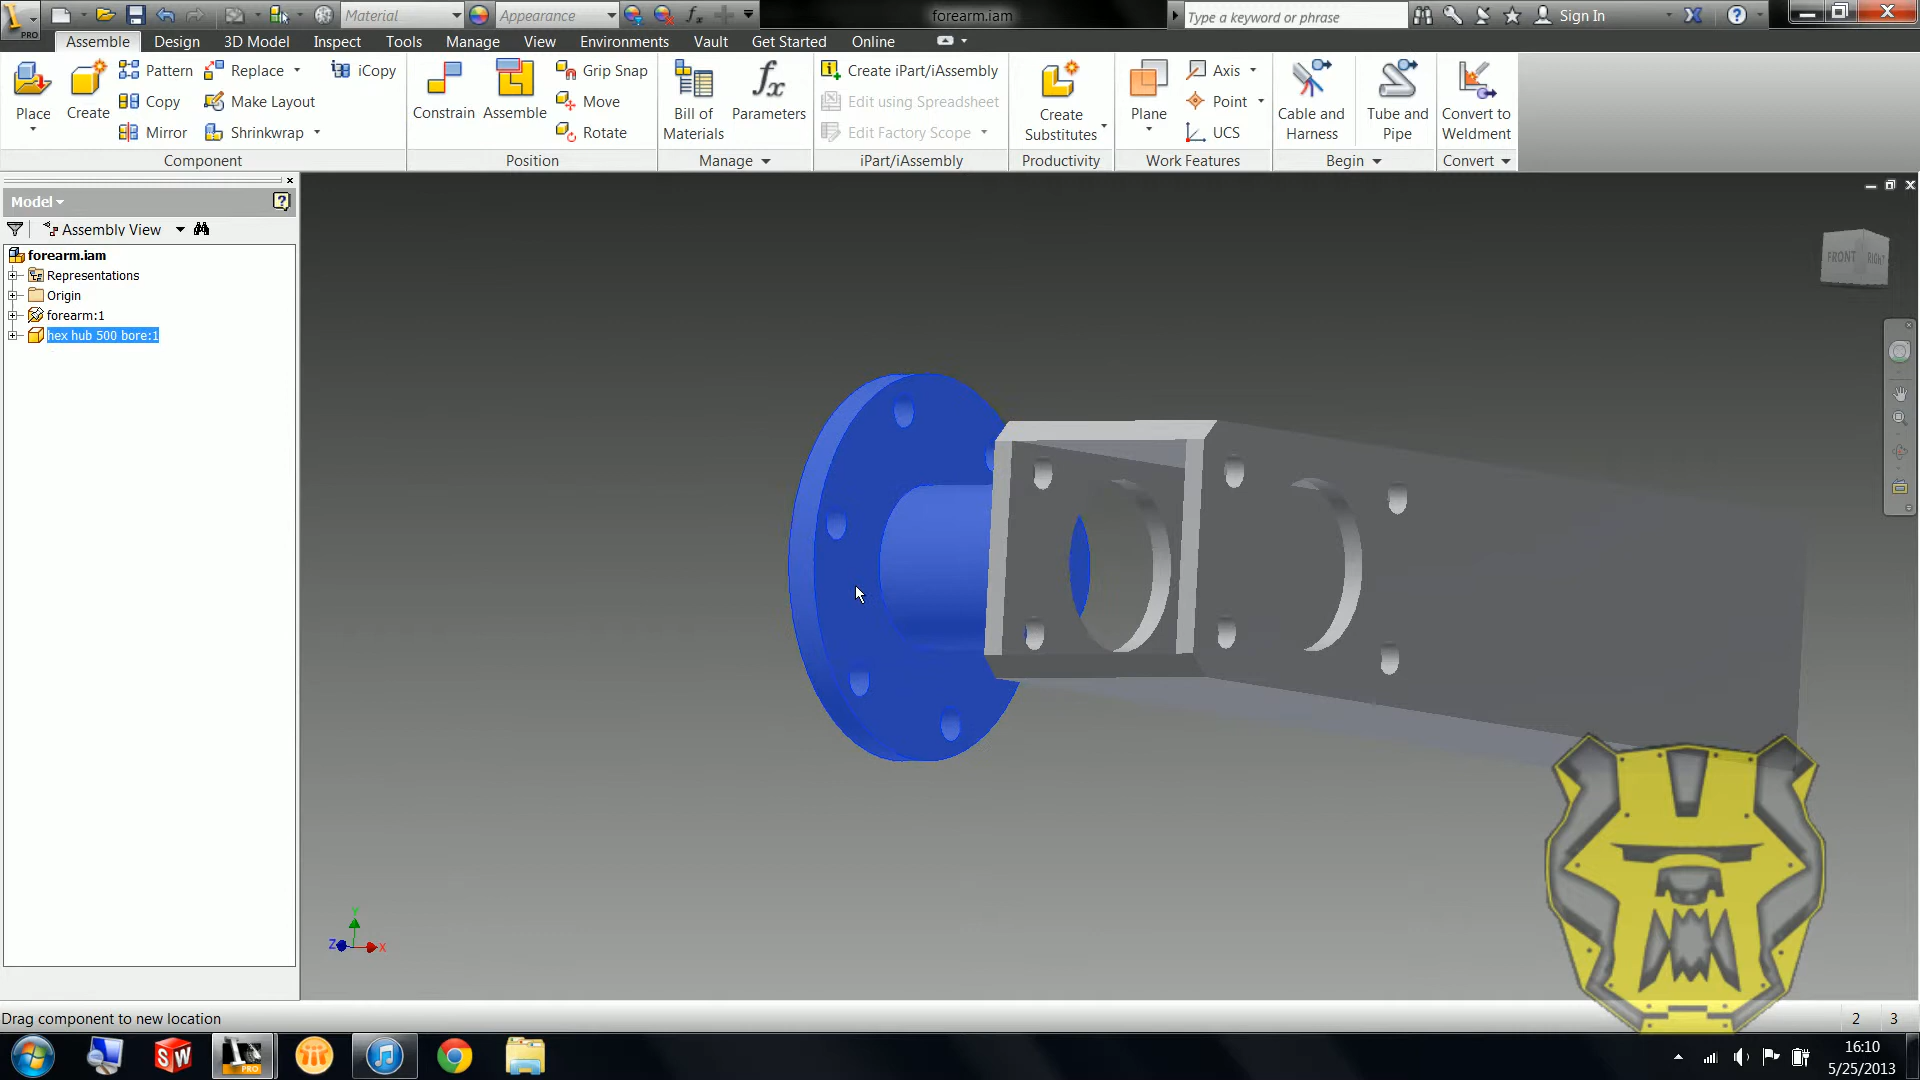 Material
Appearance
forearm.iam
Type a keyword or phrase
Sign In
PRO
Assemble
Design
3D Model
Inspect
Tools
Manage
View
Environments
Vault
Get Started
Online
Place
Create
Pattern
Copy
Mirror
Replace
Make Layout
Shrinkwrap
iCopy
Component
Constrain
Assemble
Grip Snap
Move
Rotate
Position
Bill of
Materials
Parameters
Manage
Create iPart/iAssembly
Edit using Spreadsheet
Edit Factory Scope
iPart/iAssembly
Create
Substitutes
Productivity
Plane
Axis
Point
UCS
Work Features
Cable and
Harness
Tube and
Pipe
Begin
Convert to
Weldment
Convert
Model
Assembly View
forearm.iam
Representations
Origin
forearm:1
hex hub 500 bore:1
FRONT
RIGHT
Y
Z
X
Drag component to new location
2
3
SW
PRO
16:10
5/25/2013